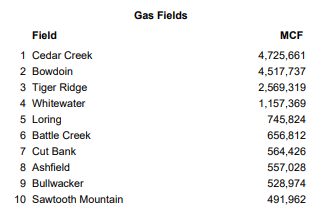 Gas Fields
Field MCF
1 Cedar Creek 4,725,661
2 Bowdoin 4,517,737
3 Tiger Ridge 2,569,319
4 Whitewater 1,157,369
5 Loring 745,824
6 Battle Creek 656,812
7 Cut Bank 564,426
8 Ashfield 557,028
9 Bullwacker 528,974
10 Sawtooth Mountain 491,962